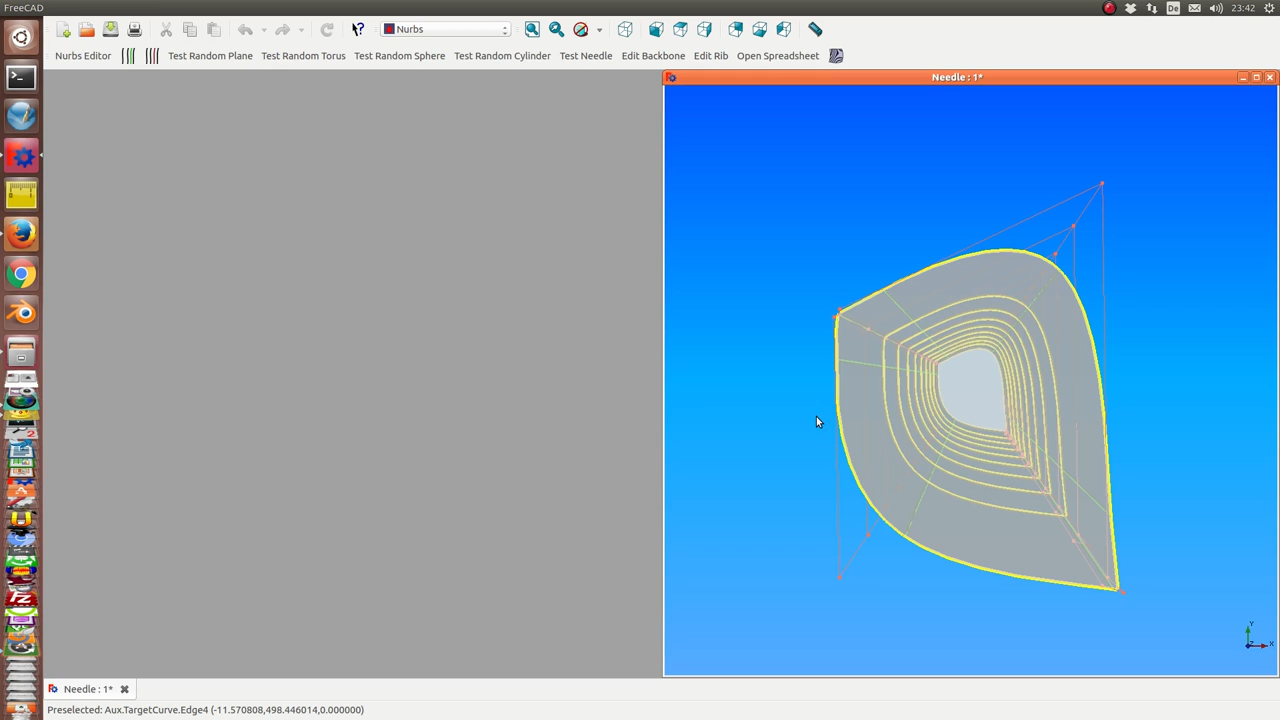 FreeCAD
De
23:42
Nurbs
Nurbs Editor
Test Random Plane
Test Random Torus
Test Random Sphere
Test Random Cylinder
Test Needle
Edit Backbone
Edit Rib
Open Spreadsheet
Needle : 1*
Y
X
Needle : 1*
Preselected: Aux.TargetCurve.Edge4 (-11.570808,498.446014,0.000000)